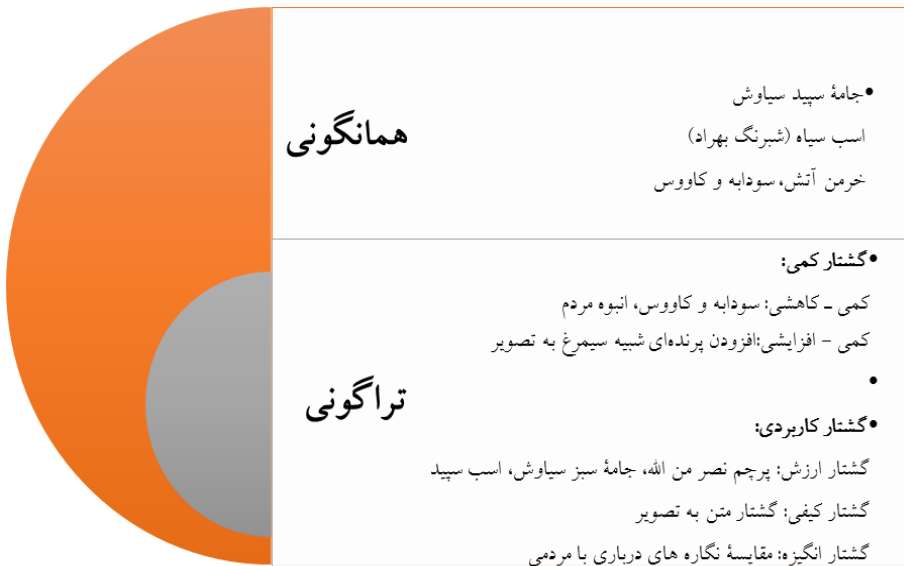 همانگونی
•جامهٔ سپید سیاوش
اسب سیاه (شبرنگ بهراد)
خرمن آتش، سودابه و کاووس
تراگونی
•گشتار کمی:
کمی ــ کاهشی: سودابه و کاووس، انبوه مردم
کمی - افزایشی:افزودن پرنده‌ای شبیه سیمرغ به تصویر
•
•گشتار کاربردی:
گشتار ارزش: پرچم نصر من الله، جامهٔ سبز سیاوش، اسب سپید
گشتار کیفی: گشتار متن به تصویر
گشتار انگیزه: مقایسهٔ نگاره های درباری با مردمی